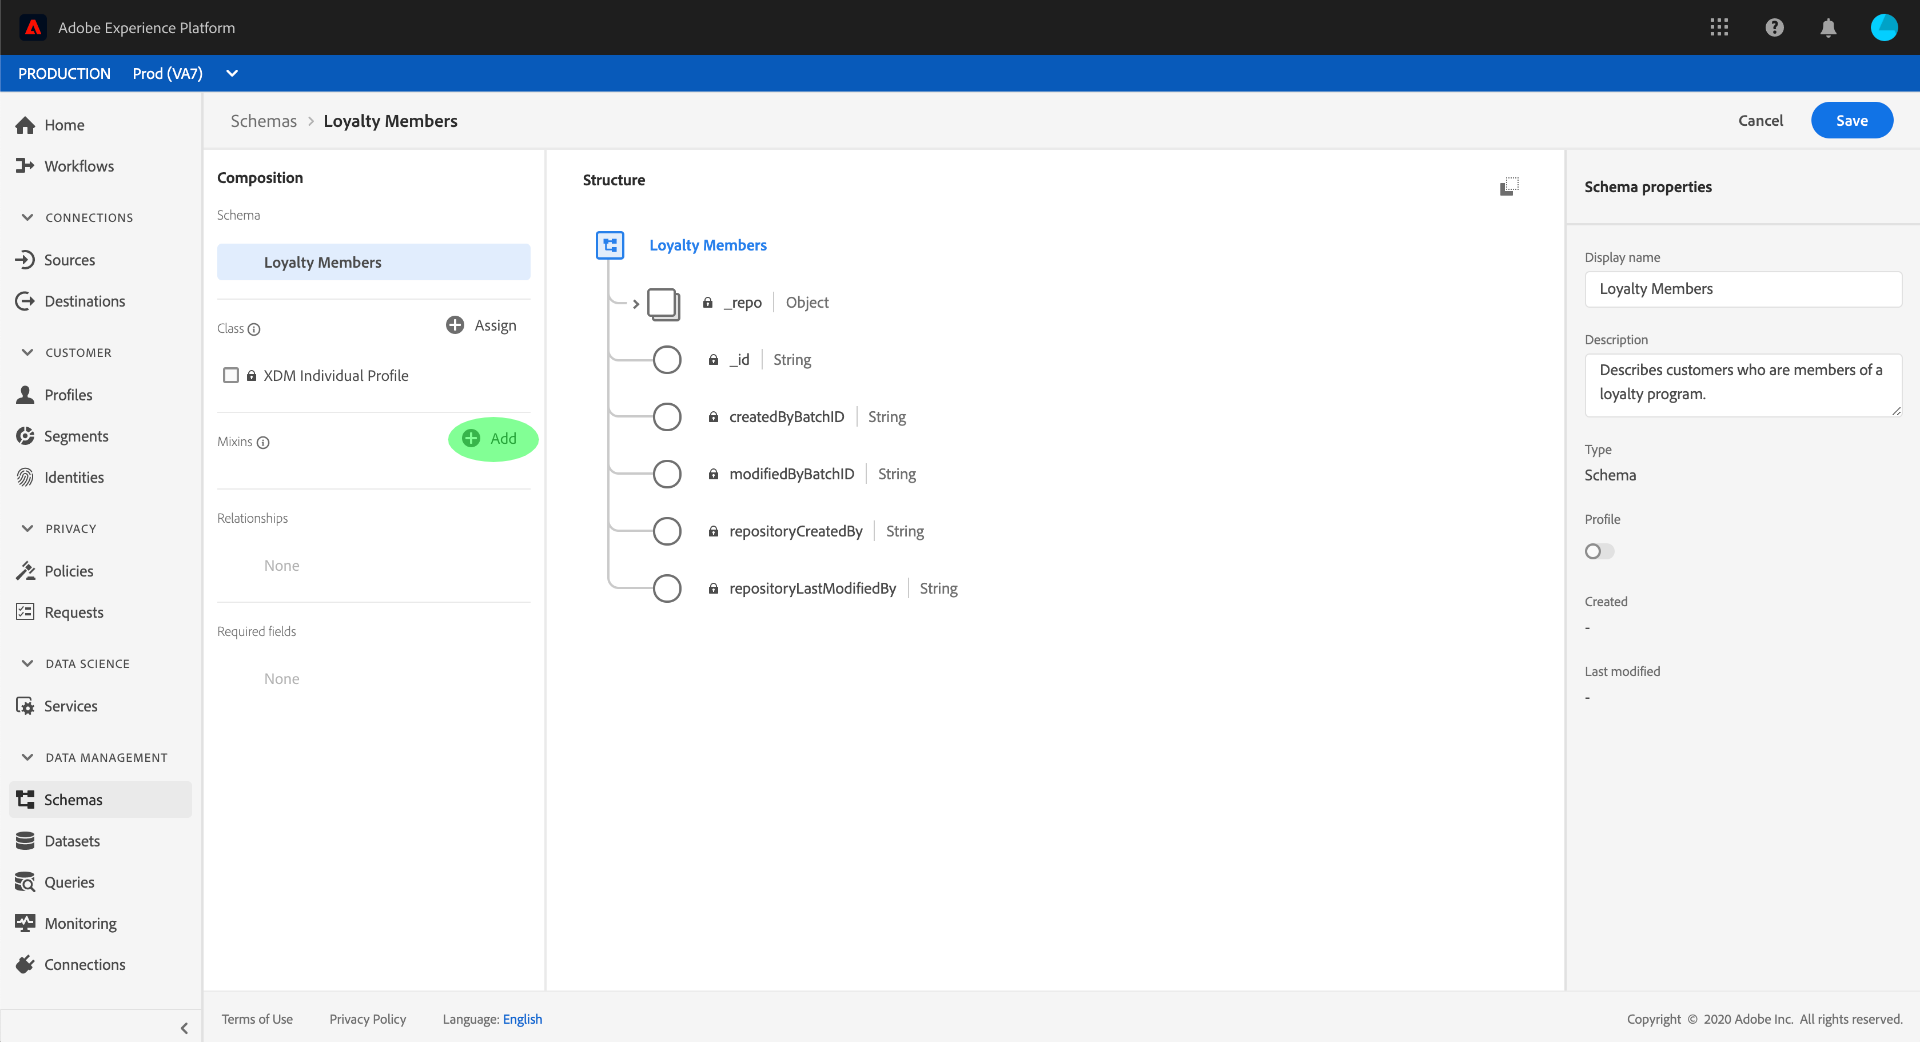 Adobe Experience Platform
PRODUCTION Prod (VA7)
Home
Workflows
CONNECTIONS
Sources
Destinations
CUSTOMER
Profiles
Segments
Identities
PRIVACY
Policies
Requests
DATA SCIENCE
Services
DATA MANAGEMENT
Schemas
Datasets
Queries
Monitoring
Connections
Schemas > Loyalty Members
Cancel
Save
Composition
Schema
Loyalty Members
Class
Assign
XDM Individual Profile
Mixins
Add
Relationships
None
Required fields
None
Structure
Loyalty Members
_repo Object
_id String
createdByBatchID String
modifiedByBatchID String
repositoryCreatedBy String
repositoryLastModifiedBy String
Schema properties
Display name
Loyalty Members
Description
Describes customers who are members of a
loyalty program.
Type
Schema
Profile
Created
-
Last modified
-
Terms of Use Privacy Policy Language: English
Copyright © 2020 Adobe Inc. All rights reserved.